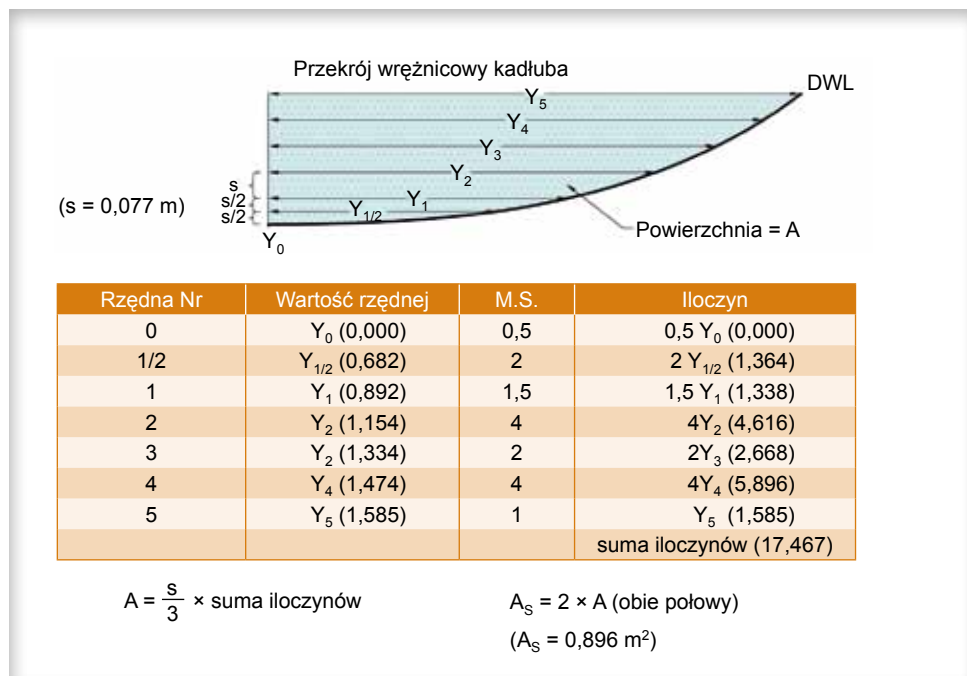 Przekrój wrężnicowy kadłuba
DWL
Y₅
Y₄
Y₃
Y₂
s
Y₁
s/2
(s = 0,077 m)
Y₁/₂
s/2
Powierzchnia = A
Y₀
Rzędna Nr Wartość rzędnej M.S. Iloczyn
0 Y₀ (0,000) 0,5 0,5 Y₀ (0,000)
1/2 Y₁/₂ (0,682) 2 2 Y₁/₂ (1,364)
1 Y₁ (0,892) 1,5 1,5 Y₁ (1,338)
2 Y₂ (1,154) 4 4Y₂ (4,616)
3 Y₂ (1,334) 2 2Y₃ (2,668)
4 Y₄ (1,474) 4 4Y₄ (5,896)
5 Y₅ (1,585) 1 Y₅ (1,585)
suma iloczynów (17,467)
A = s/3 × suma iloczynów
A_S = 2 × A (obie połowy)
(A_S = 0,896 m²)